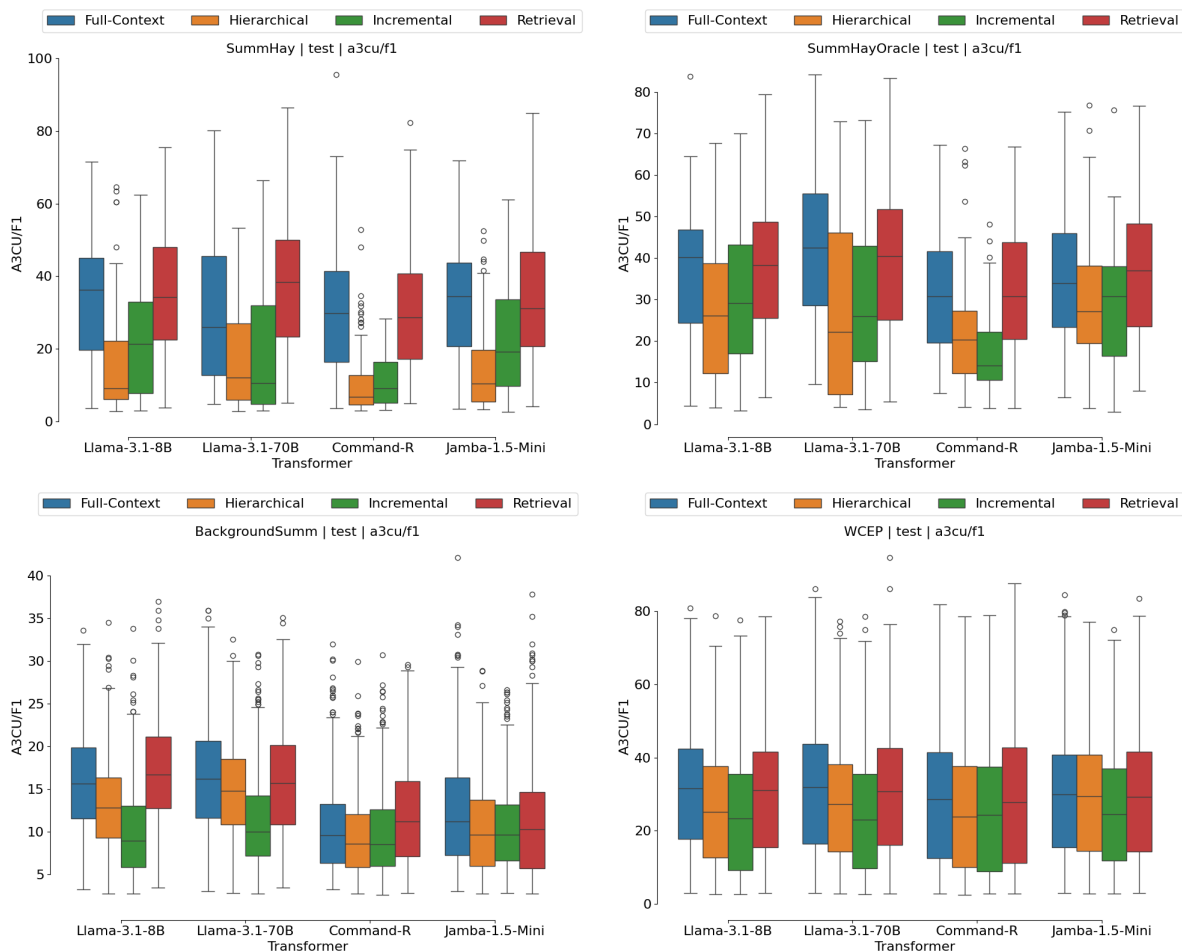 Full-Context Hierarchical Incremental Retrieval
SummHay | test | a3cu/f1
100
80
60
40
20
0
A3CU/F1
Llama-3.1-8B Llama-3.1-70B Command-R Jamba-1.5-Mini
Transformer
Full-Context Hierarchical Incremental Retrieval
SummHayOracle | test | a3cu/f1
80
70
60
50
40
30
20
10
0
A3CU/F1
Llama-3.1-8B Llama-3.1-70B Command-R Jamba-1.5-Mini
Transformer
Full-Context Hierarchical Incremental Retrieval
BackgroundSumm | test | a3cu/f1
40
35
30
25
20
15
10
5
A3CU/F1
Llama-3.1-8B Llama-3.1-70B Command-R Jamba-1.5-Mini
Transformer
Full-Context Hierarchical Incremental Retrieval
WCEP | test | a3cu/f1
80
60
40
20
0
A3CU/F1
Llama-3.1-8B Llama-3.1-70B Command-R Jamba-1.5-Mini
Transformer